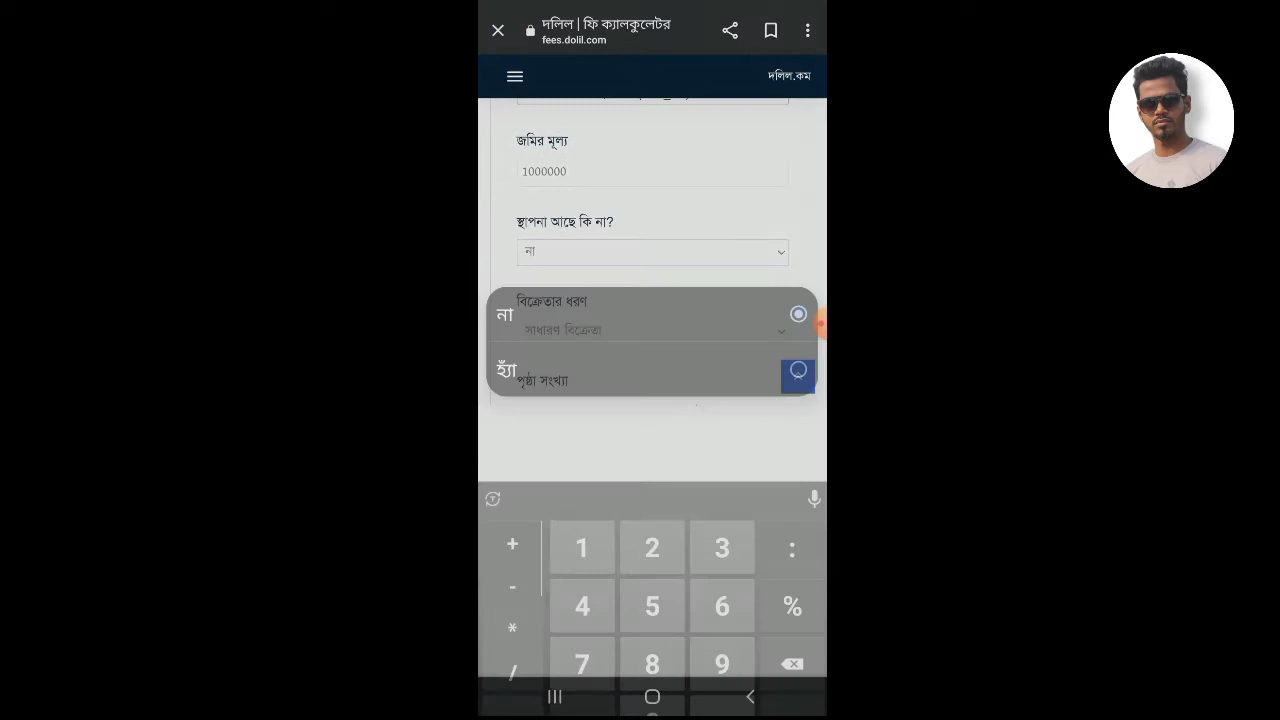 দলিল | ফি ক্যালকুলেটর
fees.dolil.com
দলিল.কম
জমির মূল্য
1000000
স্থাপনা আছে কি না?
না
বিক্রেতার ধরণ
না
সাধারণ বিক্রেতা
হ্যাঁ
পৃষ্ঠা সংখ্যা
+ 1 2 3 :
-
4 5 6 %
*
7 8 9
/